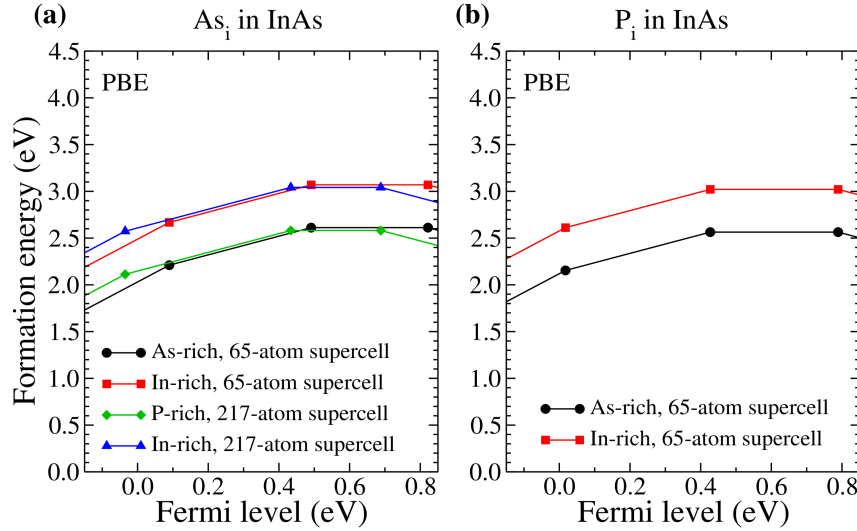 (a) As_i in InAs
(b) P_i in InAs
Formation energy (eV)
4.5
4.0
3.5
3.0
2.5
2.0
1.5
1.0
0.5
0.0
PBE
As-rich, 65-atom supercell
In-rich, 65-atom supercell
P-rich, 217-atom supercell
In-rich, 217-atom supercell
0.0 0.2 0.4 0.6 0.8
Fermi level (eV)
PBE
As-rich, 65-atom supercell
In-rich, 65-atom supercell
0.0 0.2 0.4 0.6 0.8
Fermi level (eV)